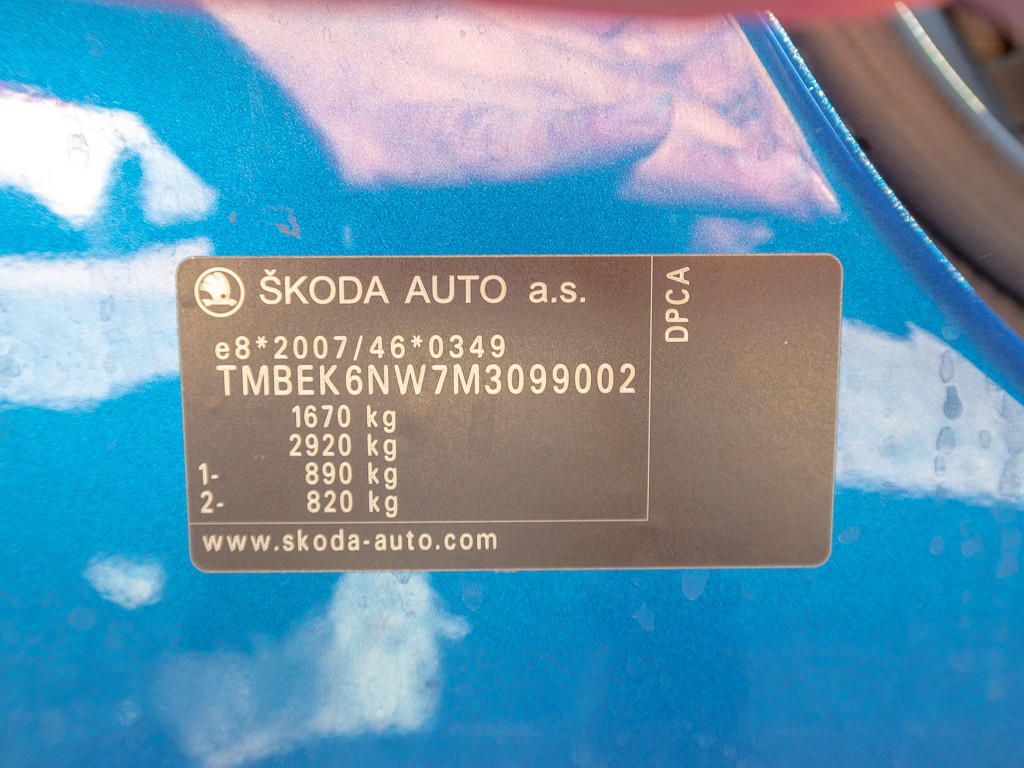 ŠKODA AUTO a.s.
DPCA
e8*2007/46*0349
TMBEK6NW7M3099002
1670 kg
2920 kg
1- 890 kg
2- 820 kg
www.skoda-auto.com